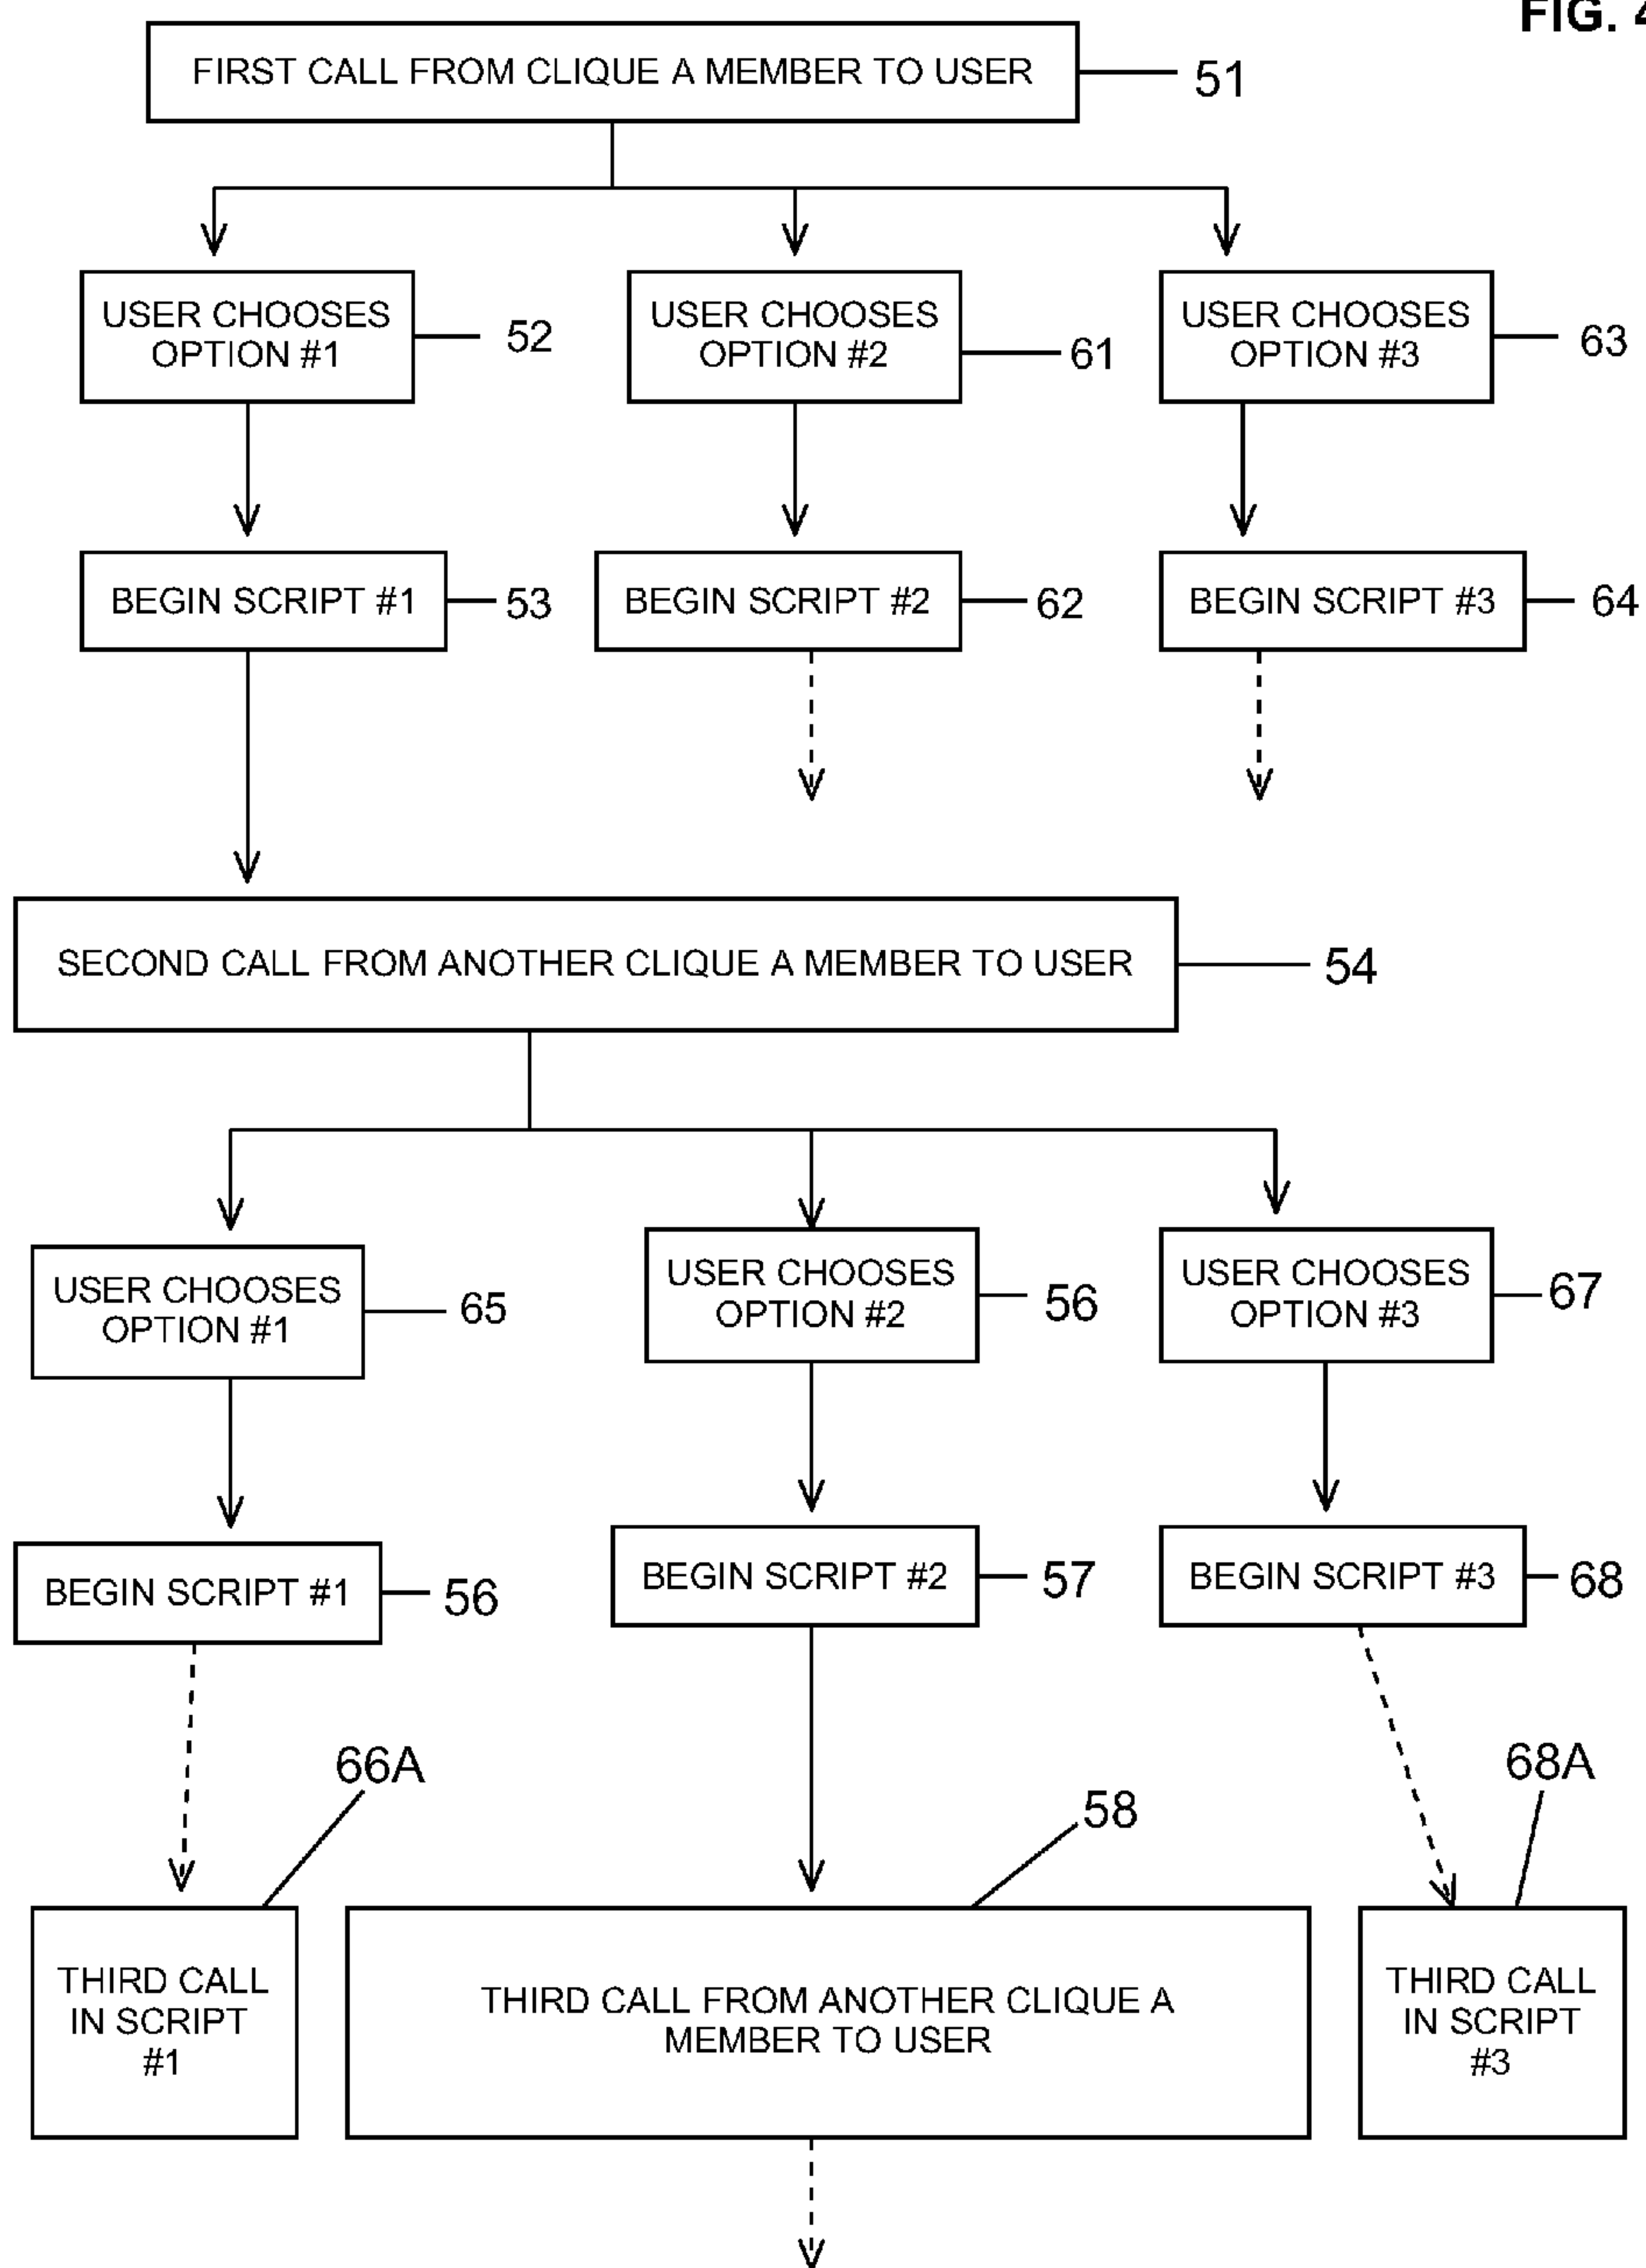 FIG. 4
FIRST CALL FROM CLIQUE A MEMBER TO USER
51
USER CHOOSES
OPTION #1
52
USER CHOOSES
OPTION #2
61
USER CHOOSES
OPTION #3
63
BEGIN SCRIPT #1
53
BEGIN SCRIPT #2
62
BEGIN SCRIPT #3
64
SECOND CALL FROM ANOTHER CLIQUE A MEMBER TO USER
54
USER CHOOSES
OPTION #1
65
USER CHOOSES
OPTION #2
56
USER CHOOSES
OPTION #3
67
BEGIN SCRIPT #1
56
BEGIN SCRIPT #2
57
BEGIN SCRIPT #3
68
66A
58
68A
THIRD CALL
IN SCRIPT
#1
THIRD CALL FROM ANOTHER CLIQUE A
MEMBER TO USER
THIRD CALL
IN SCRIPT
#3